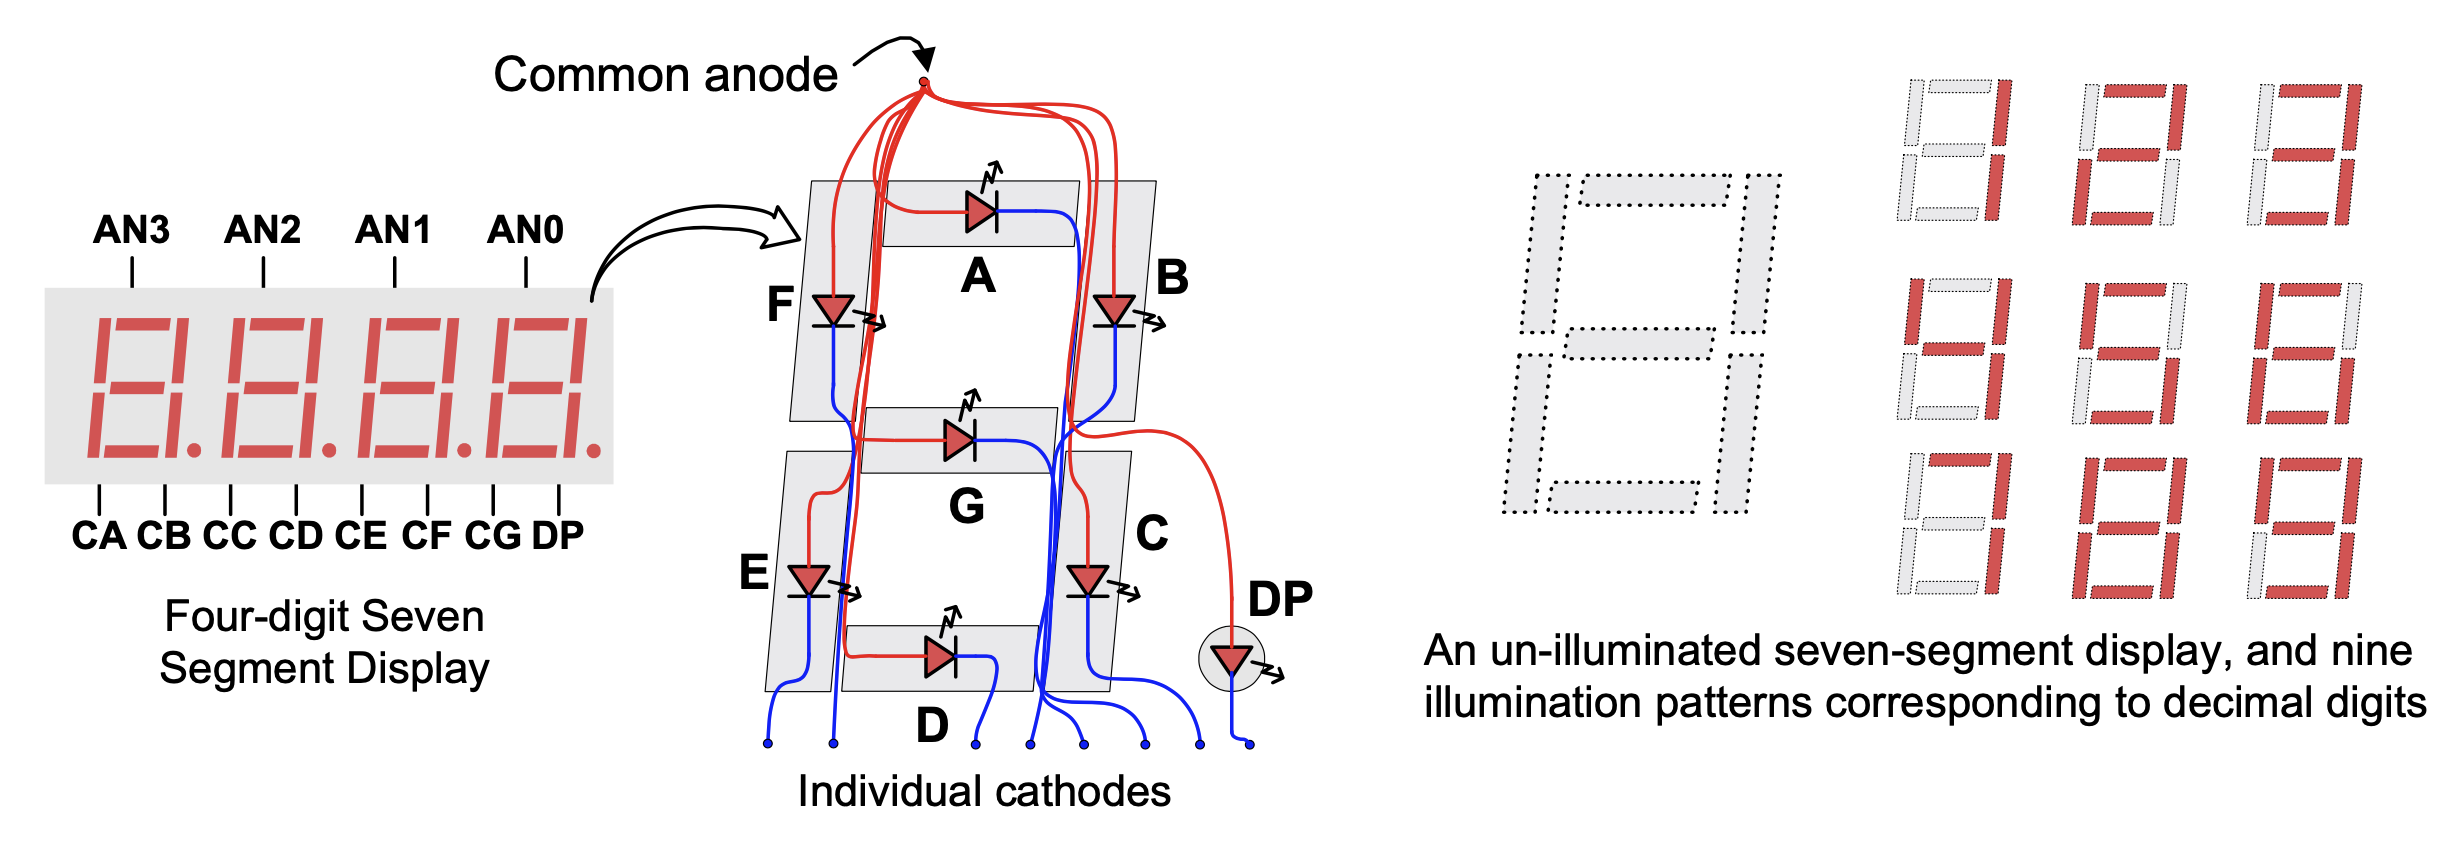 Common anode
AN3 AN2 AN1 AN0
CA CB CC CD CE CF CG DP
Four-digit Seven
Segment Display
A
F
B
G
E
C
D
DP
Individual cathodes
An un-illuminated seven-segment display, and nine
illumination patterns corresponding to decimal digits